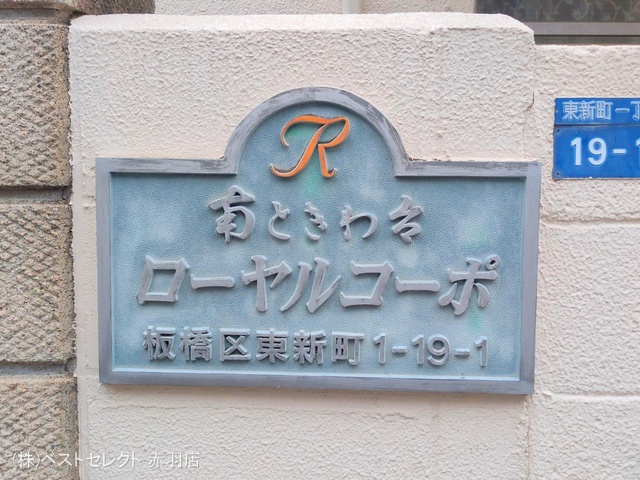 R
南ときわ台
ローヤルコーポ
板橋区東新町1-19-1
東新町一丁
19-1
(株)ベストセレクト 赤羽店